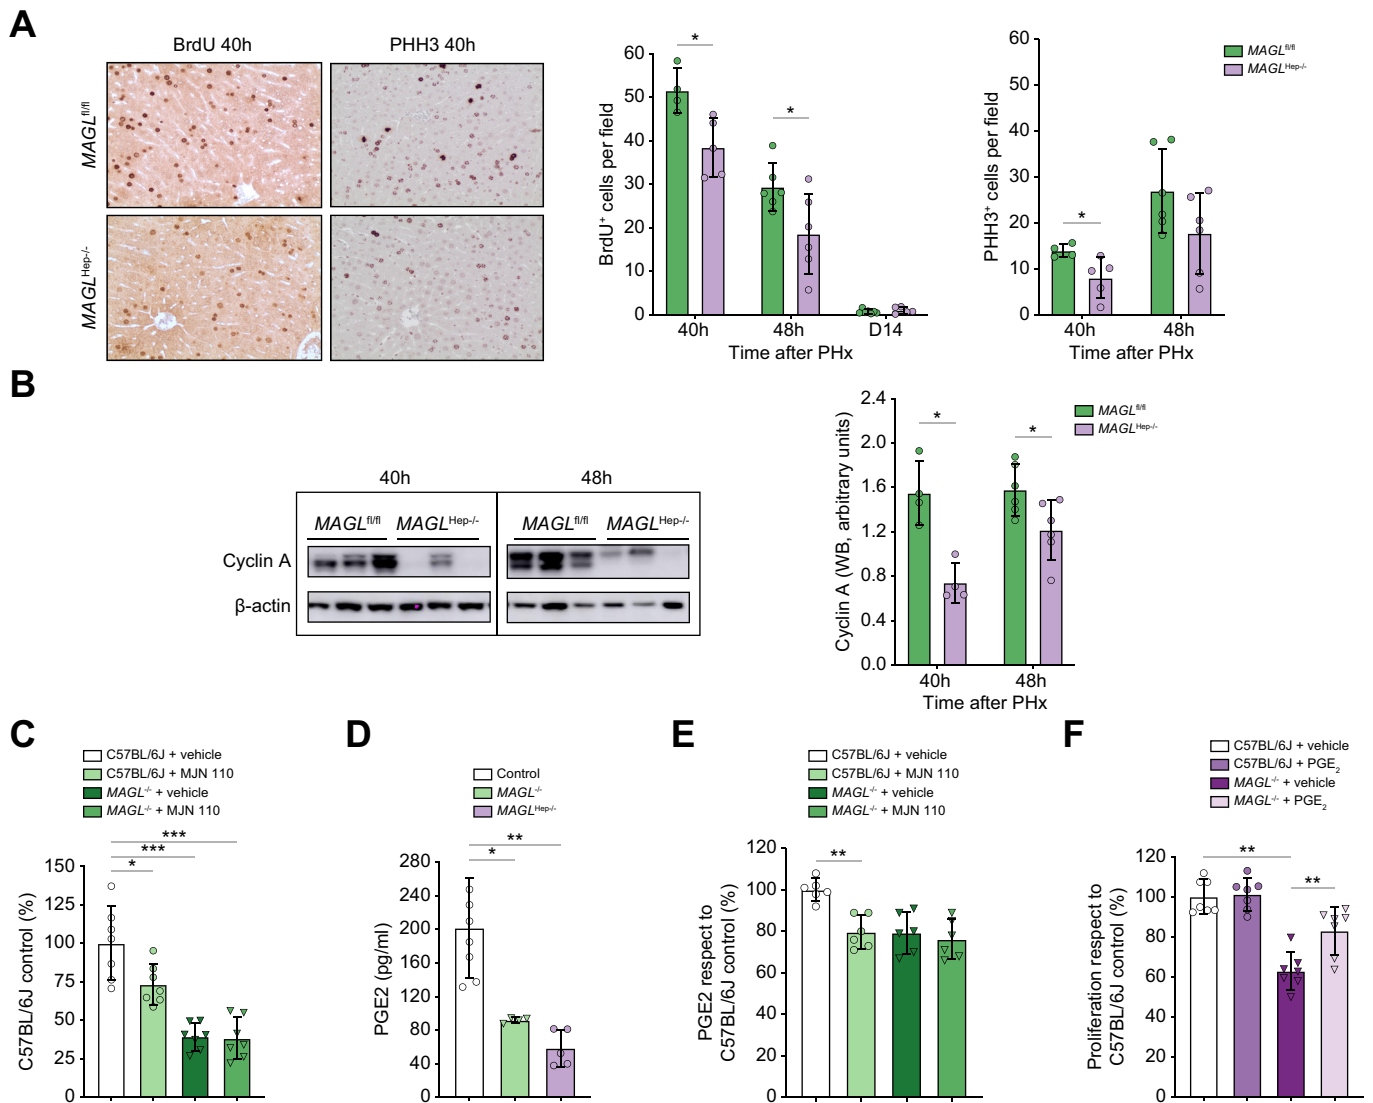 A
BrdU 40h
PHH3 40h
MAGLfl/fl
MAGLHep-/-
BrdU+ cells per field
60
50
40
30
20
10
0
*
*
40h
48h
D14
Time after PHx
PHH3+ cells per field
60
50
40
30
20
10
0
*
40h
48h
Time after PHx
MAGLfl/fl
MAGLHep-/-
B
40h
48h
MAGLfl/fl
MAGLHep-/-
MAGLfl/fl
MAGLHep-/-
Cyclin A
β-actin
Cyclin A (WB, arbitrary units)
2.4
2.0
1.6
1.2
0.8
0.4
0.0
*
*
40h
48h
Time after PHx
MAGLfl/fl
MAGLHep-/-
C
C57BL/6J + vehicle
C57BL/6J + MJN 110
MAGL-/- + vehicle
MAGL-/- + MJN 110
***
***
*
C57BL/6J control (%)
150
125
100
75
50
25
0
D
Control
MAGL-/-
MAGLHep-/-
**
*
PGE2 (pg/ml)
280
240
200
160
120
80
40
0
E
C57BL/6J + vehicle
C57BL/6J + MJN 110
MAGL-/- + vehicle
MAGL-/- + MJN 110
**
PGE2 respect to
C57BL/6J control (%)
120
100
80
60
40
20
0
F
C57BL/6J + vehicle
C57BL/6J + PGE2
MAGL-/- + vehicle
MAGL-/- + PGE2
**
**
Proliferation respect to
C57BL/6J control (%)
120
100
80
60
40
20
0